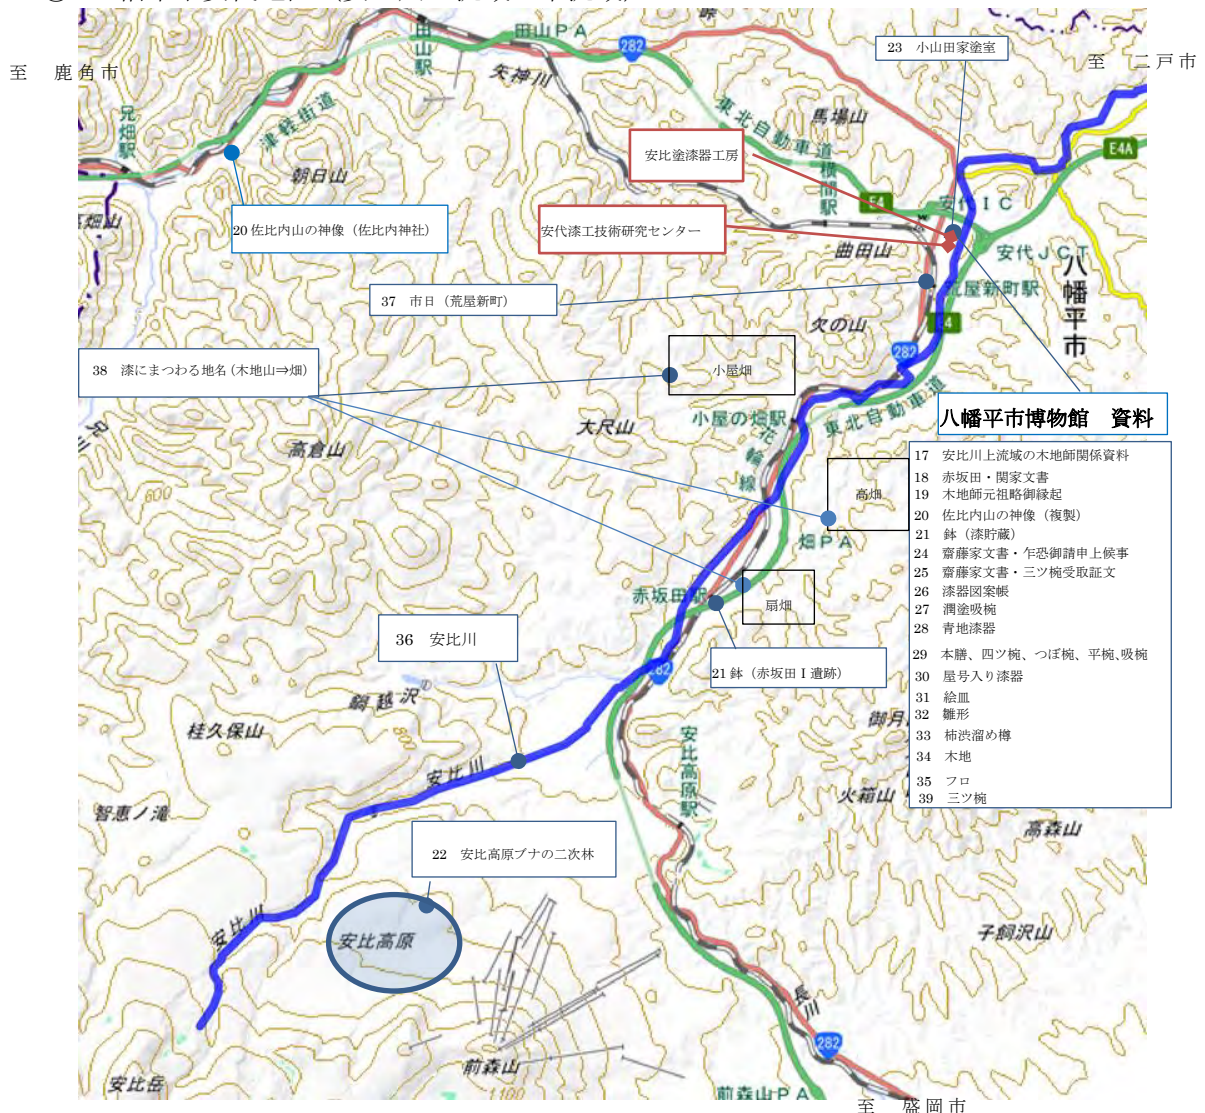 至 鹿角市
田山駅
田山PA
282
矢神川
23 小山田家塗室
至 二戸市
兄畑駅
津軽街道
朝日山
東北自動車道
馬場山
安比塗漆器工房
横間駅
E4A
E4
安代IC
20 佐比内山の神像（佐比内神社）
安代漆工技術研究センター
曲田山
安代JCT
八幡平市
37 市日（荒屋新町）
荒屋新町駅
欠の山
E4
282
38 漆にまつわる地名（木地山⇒畑）
小屋畑
小屋の畑駅
花輪線
東北自動車道
大尺山
高倉山
兄川
600
八幡平市博物館 資料
17 安比川上流域の木地師関係資料
18 赤坂田・関家文書
19 木地師元祖略御縁起
20 佐比内山の神像（複製）
21 鉢（漆貯蔵）
24 齋藤家文書・乍恐御請申上候事
25 齋藤家文書・三ツ椀受取証文
26 漆器図案帳
27 潤塗吸椀
28 青地漆器
29 本膳、四ツ椀、つぼ椀、平椀、吸椀
30 屋号入り漆器
31 絵皿
32 雛形
33 柿渋溜め樽
34 木地
35 フロ
39 三ツ椀
高畑
畑PA
赤坂田駅
扇畑
36 安比川
21 鉢（赤坂田Ⅰ遺跡）
282
鍋越沢
桂久保山
安比川
安比高原駅
智恵ノ滝
火箱山
高森山
22 安比高原ブナの二次林
安比川
安比高原
子飼沢山
長川
282
前森山
安比岳
前森山PA
至 盛岡市